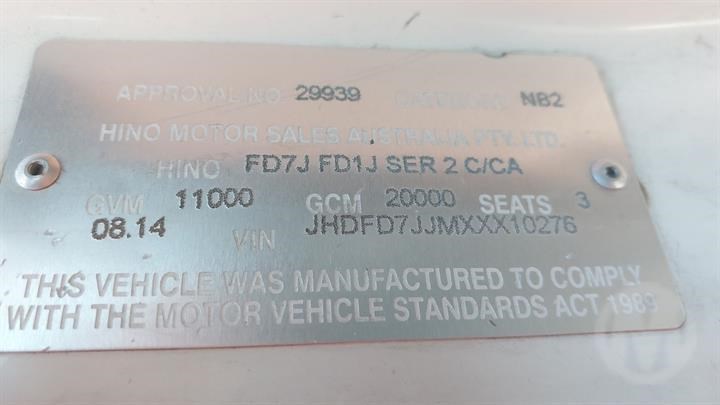 APPROVAL NO 29939 CATEGORY NB2
HINO MOTOR SALES AUSTRALIA PTY. LTD.
HINO FD7J FD1J SER 2 C/CA
GVM 11000 GCM 20000 SEATS 3
08.14 VIN JHDFD7JJMXXX10276
THIS VEHICLE WAS MANUFACTURED TO COMPLY
WITH THE MOTOR VEHICLE STANDARDS ACT 1989